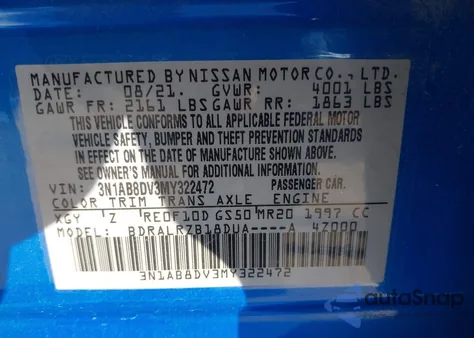 MANUFACTURED BY NISSAN MOTOR CO., LTD.
DATE: 08/21. GVWR: 4001 LBS
GAWR FR: 2161 LBS GAWR RR: 1863 LBS
THIS VEHICLE CONFORMS TO ALL APPLICABLE FEDERAL MOTOR
VEHICLE SAFETY, BUMPER AND THEFT PREVENTION STANDARDS
IN EFFECT ON THE DATE OF MANUFACTURE SHOWN ABOVE.
SEE OWNER'S MANUAL FOR ADDITIONAL INFORMATION.
VIN: 3N1AB8DV3MY322472 PASSENGER CAR.
COLOR TRIM TRANS AXLE ENGINE
XGY 'Z 'RE0F10D GS50 MR20 1997 CC
MODEL: BDRALRZB18DUA----A 4Z000
3N1AB8DV3MY322472
autoSnap